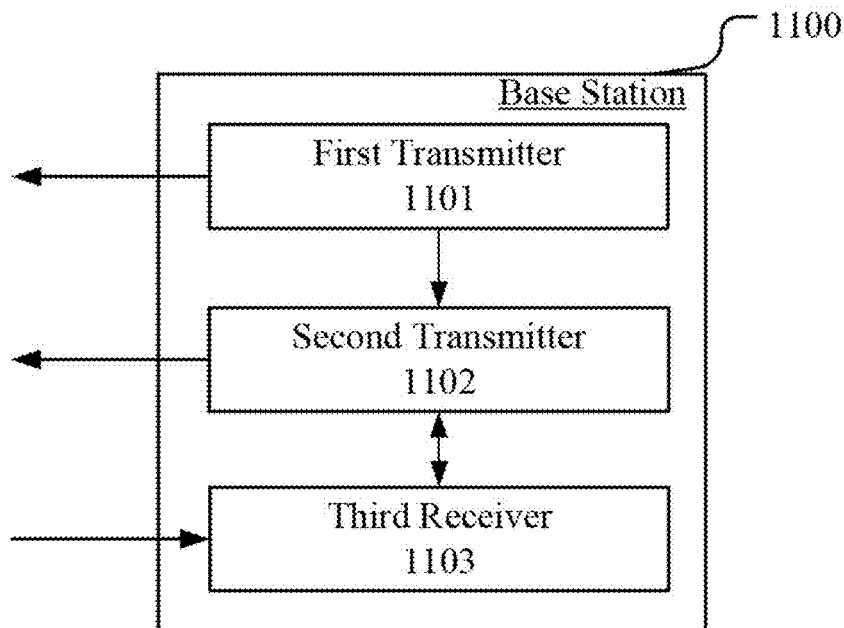 1100
Base Station
First Transmitter
1101
Second Transmitter
1102
Third Receiver
1103